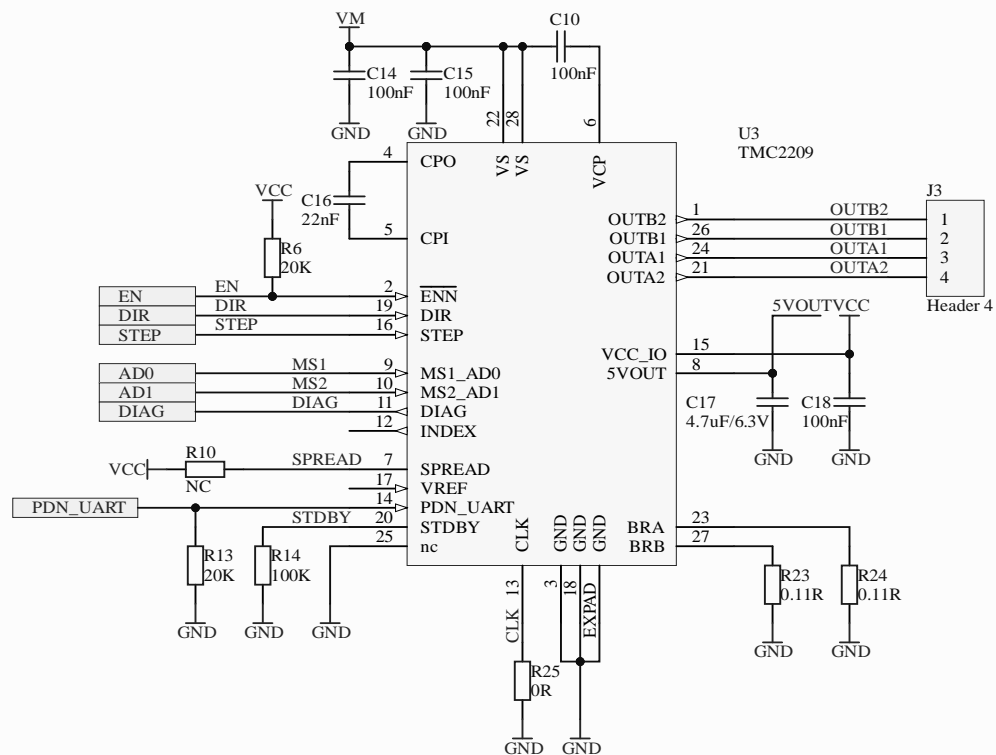 VM
C10
100nF
C14
100nF
C15
100nF
GND
GND
22
28
6
U3
TMC2209
4
CPO
VS
VS
VCP
C16
22nF
VCC
5
CPI
R6
20K
1
OUTB2
OUTB2
26
OUTB1
OUTB1
24
OUTA1
OUTA1
21
OUTA2
OUTA2
J3
1
2
3
4
Header 4
EN
EN
2
ENN
DIR
DIR
19
DIR
STEP
STEP
16
STEP
5VOUT
VCC
15
VCC_IO
8
5VOUT
AD0
MS1
9
MS1_AD0
AD1
MS2
10
MS2_AD1
DIAG
DIAG
11
DIAG
12
INDEX
C17
4.7uF/6.3V
C18
100nF
GND
GND
VCC
R10
NC
SPREAD
7
SPREAD
17
VREF
PDN_UART
14
PDN_UART
STDBY
20
STDBY
25
nc
CLK
GND
GND
GND
BRA
23
BRB
27
R13
20K
R14
100K
GND
GND
GND
13
CLK
3
18
EXPAD
R23
0.11R
R24
0.11R
GND
GND
R25
0R
GND
GND